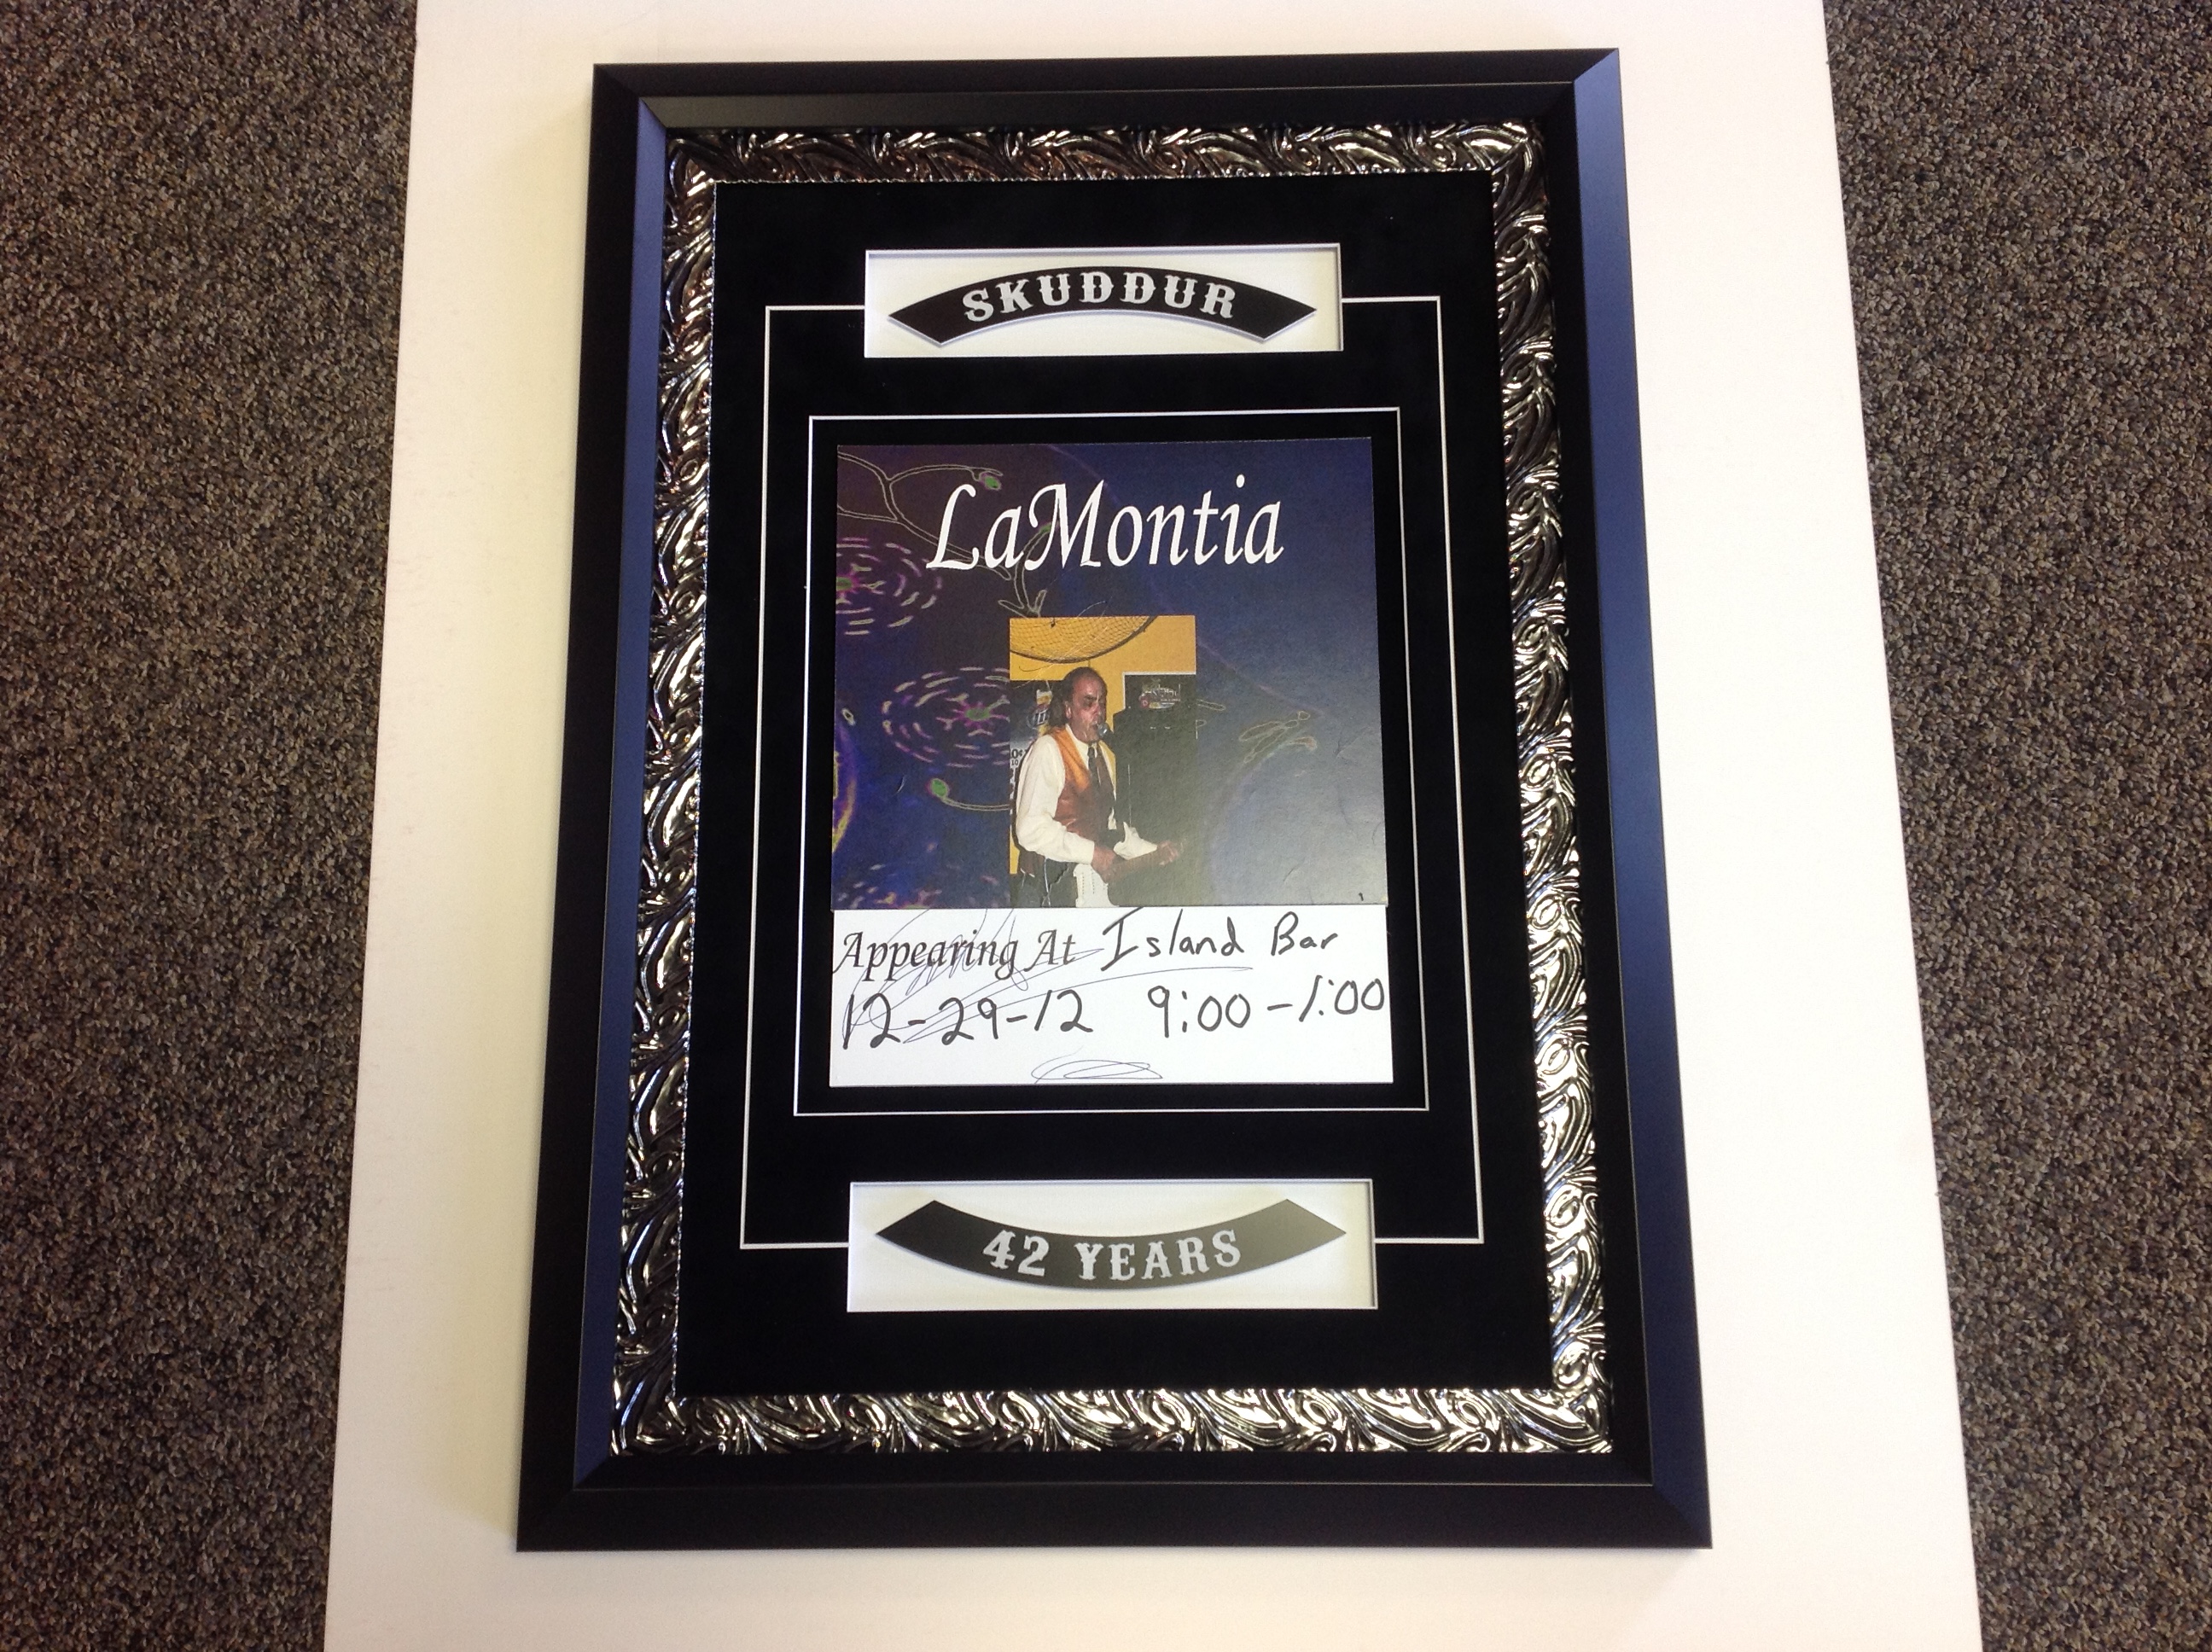 SKUDDUR
LaMontia
Appearing At Island Bar
12-29-12 9:00-1:00
42 YEARS